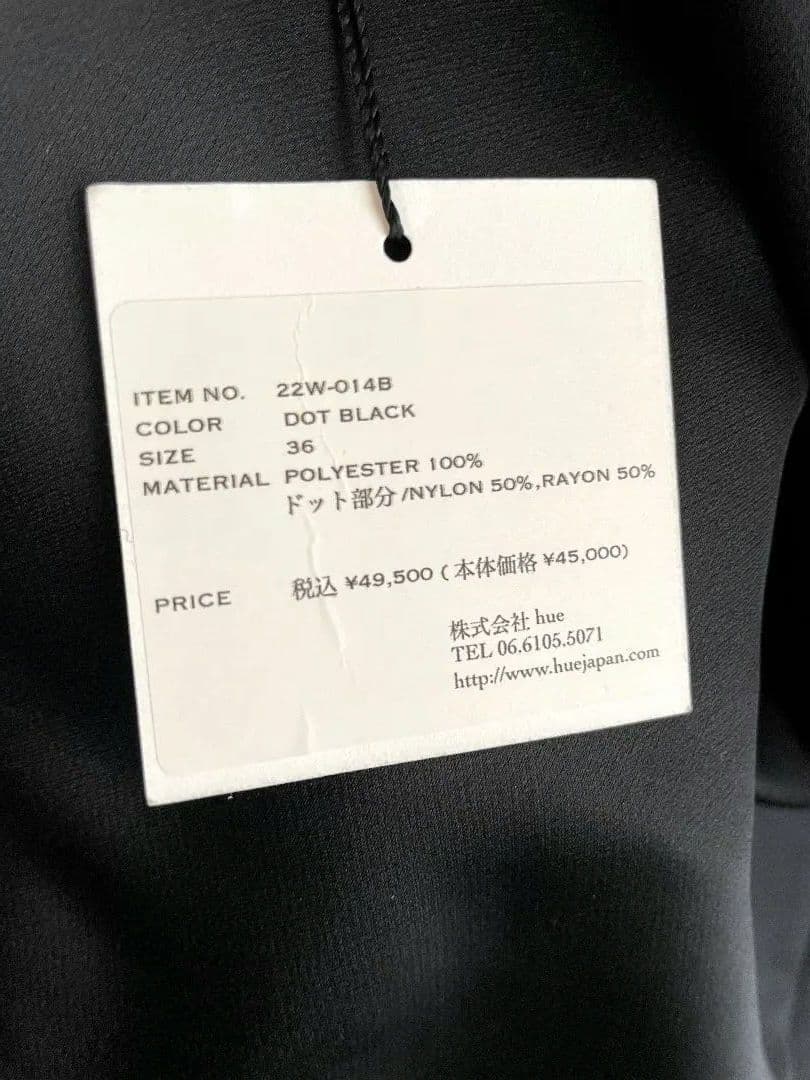 ITEM NO. 22W-014B
COLOR DOT BLACK
SIZE 36
MATERIAL POLYESTER 100%
ドット部分/NYLON 50%,RAYON 50%
PRICE 税込 ¥49,500 (本体価格 ¥45,000)
株式会社 hue
TEL 06.6105.5071
http://www.huejapan.com